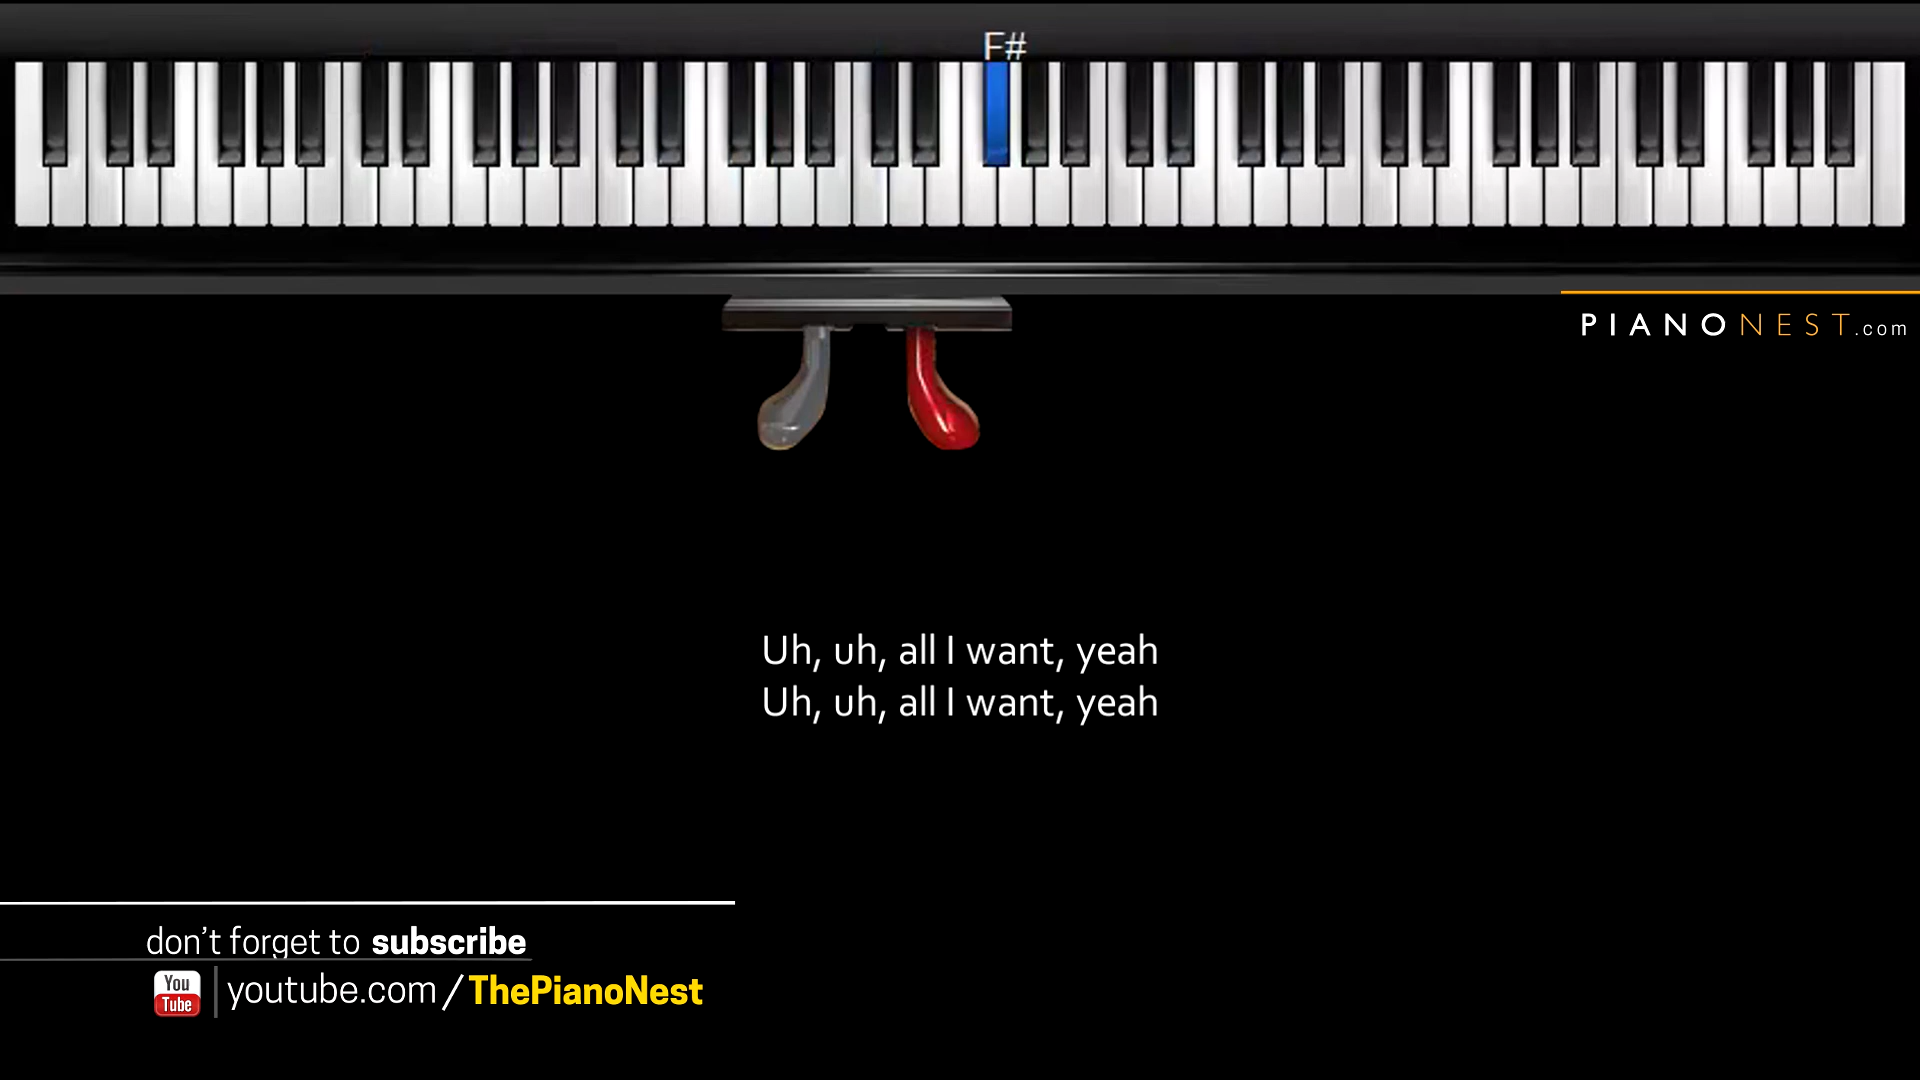 F#
PIANONEST.com
Uh, uh, all I want, yeah
Uh, uh, all I want, yeah
don't forget to subscribe
You Tube youtube.com/ThePianoNest